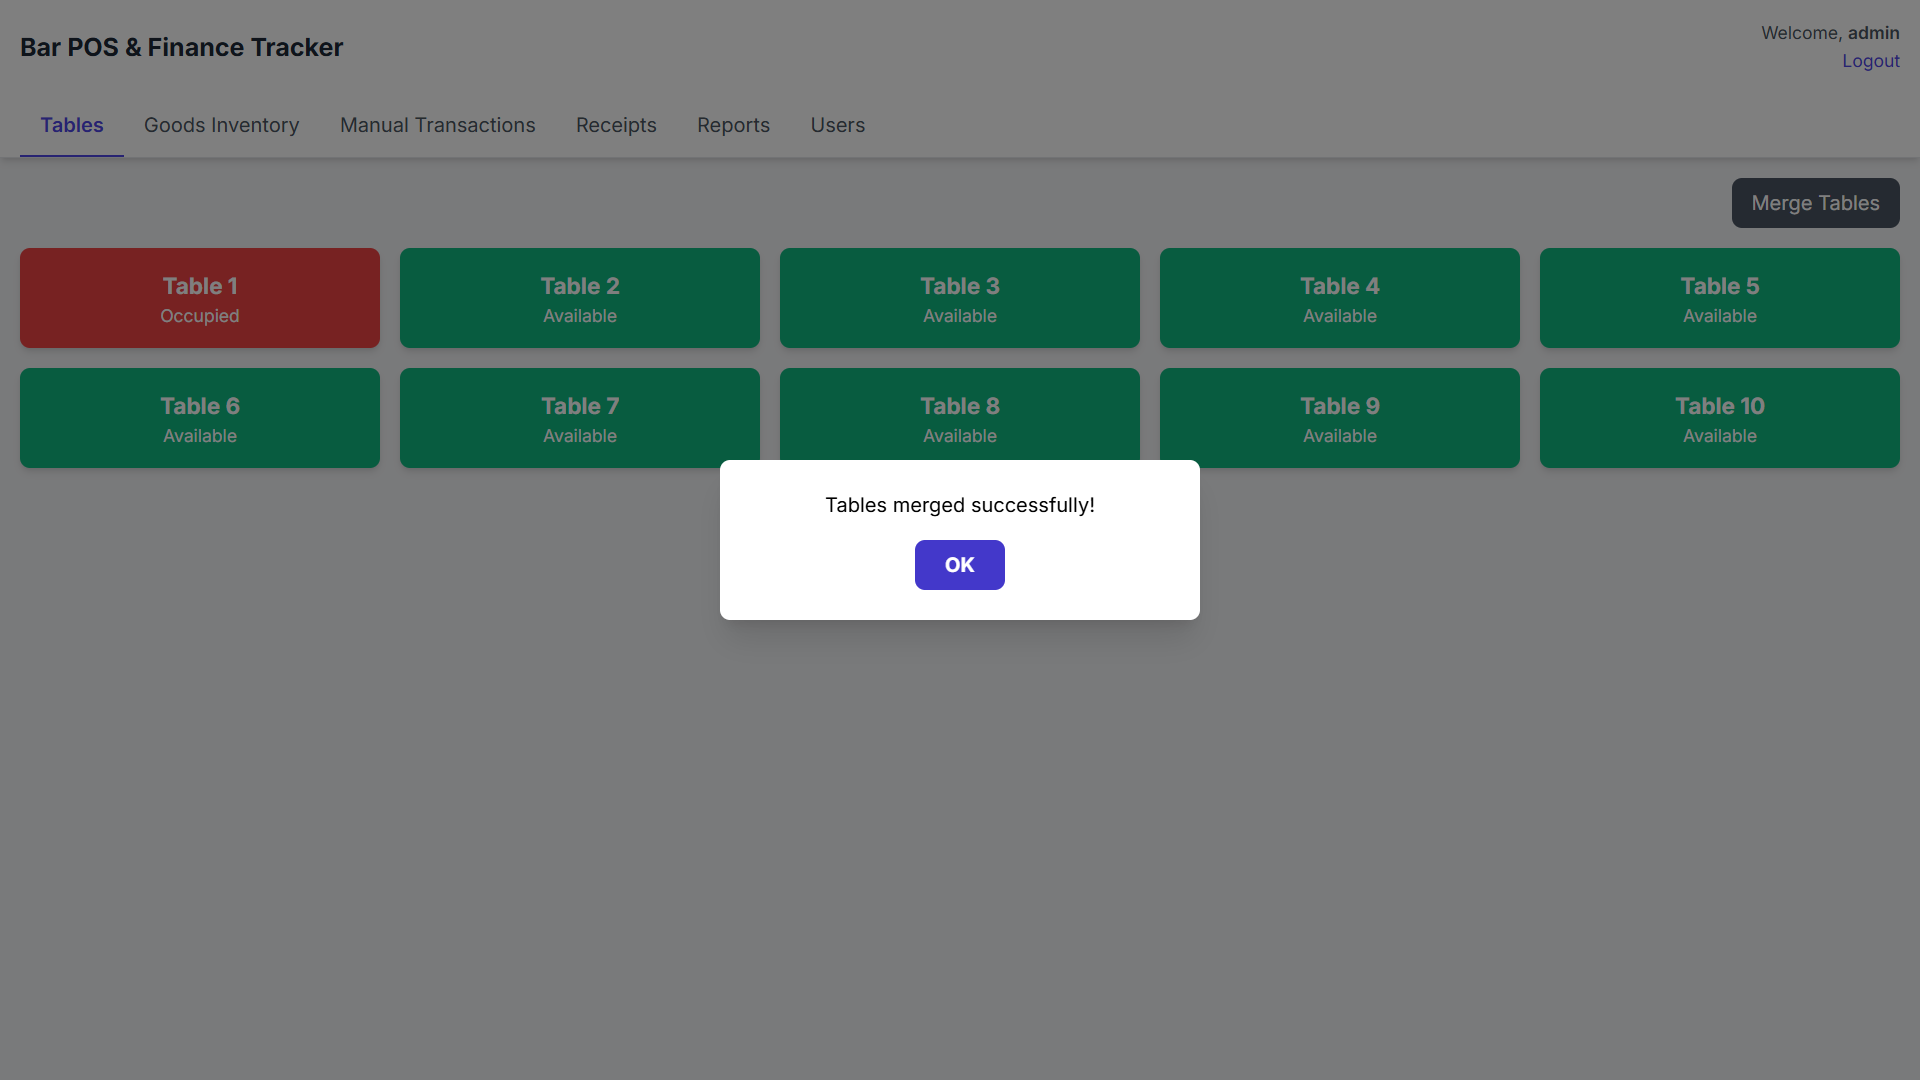 Bar POS & Finance Tracker
Welcome, admin
Logout
Tables
Goods Inventory
Manual Transactions
Receipts
Reports
Users
Merge Tables
Table 1
Occupied
Table 2
Available
Table 3
Available
Table 4
Available
Table 5
Available
Table 6
Available
Table 7
Available
Table 8
Available
Table 9
Available
Table 10
Available
Tables merged successfully!
OK